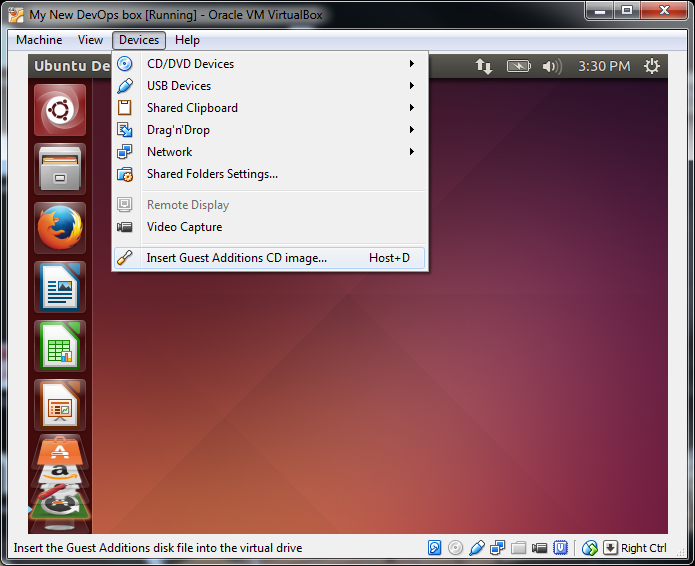 My New DevOps box [Running] - Oracle VM VirtualBox
Machine View Devices Help
Ubuntu De
3:30 PM
CD/DVD Devices
USB Devices
Shared Clipboard
Drag'n'Drop
Network
Shared Folders Settings...
Remote Display
Video Capture
Insert Guest Additions CD image... Host+D
a
Insert the Guest Additions disk file into the virtual drive
Right Ctrl